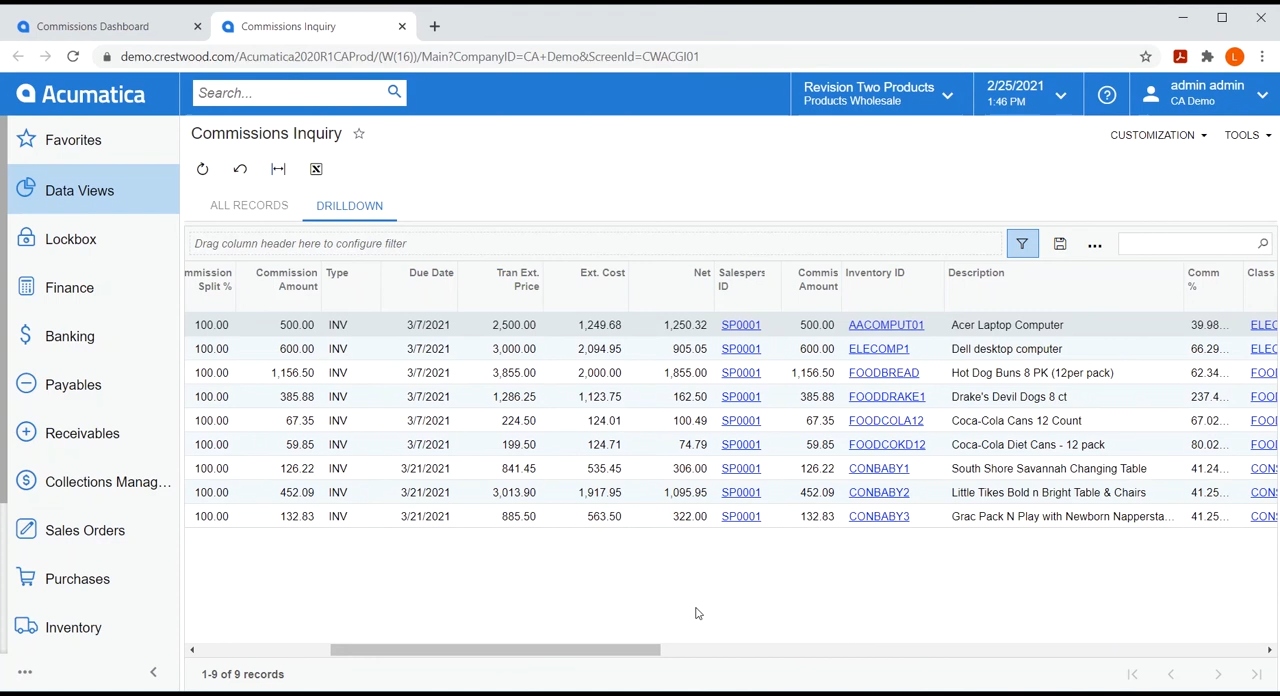 Commissions Dashboard
Commissions Inquiry
demo.crestwood.com/Acumatica2020R1CAProd/(W(16))/Main?CompanyID=CA+Demo&ScreenId=CWACGI01
L
Acumatica
Search...
Revision Two Products
Products Wholesale
2/25/2021
1:46 PM
admin admin
CA Demo
Favorites
Data Views
Lockbox
Finance
Banking
Payables
Receivables
Collections Manag...
Sales Orders
Purchases
Inventory
Commissions Inquiry
CUSTOMIZATION
TOOLS
ALL RECORDS
DRILLDOWN
Drag column header here to configure filter
mmission Split % Commission Amount Type Due Date Tran Ext. Price Ext. Cost Net Salespers ID Commis Amount Inventory ID Description Comm % Class
100.00 500.00 INV 3/7/2021 2,500.00 1,249.68 1,250.32 SP0001 500.00 AACOMPUT01 Acer Laptop Computer 39.98... ELEC
100.00 600.00 INV 3/7/2021 3,000.00 2,094.95 905.05 SP0001 600.00 ELECOMP1 Dell desktop computer 66.29... ELEC
100.00 1,156.50 INV 3/7/2021 3,855.00 2,000.00 1,855.00 SP0001 1,156.50 FOODBREAD Hot Dog Buns 8 PK (12per pack) 62.34... FOOD
100.00 385.88 INV 3/7/2021 1,286.25 1,123.75 162.50 SP0001 385.88 FOODDRAKE1 Drake's Devil Dogs 8 ct 237.4... FOOD
100.00 67.35 INV 3/7/2021 224.50 124.01 100.49 SP0001 67.35 FOODCOLA12 Coca-Cola Cans 12 Count 67.02... FOOD
100.00 59.85 INV 3/7/2021 199.50 124.71 74.79 SP0001 59.85 FOODCOKD12 Coca-Cola Diet Cans - 12 pack 80.02... FOOD
100.00 126.22 INV 3/21/2021 841.45 535.45 306.00 SP0001 126.22 CONBABY1 South Shore Savannah Changing Table 41.24... CONS
100.00 452.09 INV 3/21/2021 3,013.90 1,917.95 1,095.95 SP0001 452.09 CONBABY2 Little Tikes Bold n Bright Table & Chairs 41.25... CONS
100.00 132.83 INV 3/21/2021 885.50 563.50 322.00 SP0001 132.83 CONBABY3 Grac Pack N Play with Newborn Nappersta... 41.25... CON
1-9 of 9 records